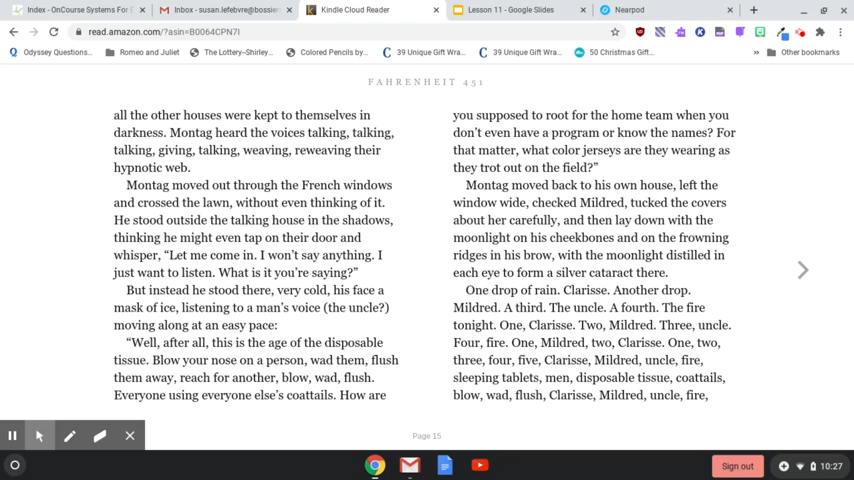 Index - OnCourse Systems For E
Inbox - susan.lefebvre@bossier
Kindle Cloud Reader
Lesson 11 - Google Slides
Nearpod
read.amazon.com/?asin=B0064CPN7I
Odyssey Questions...
Romeo and Juliet
The Lottery--Shirley...
Colored Pencils by...
39 Unique Gift Wra...
39 Unique Gift Wra...
50 Christmas Gift...
Other bookmarks
FAHRENHEIT 451
all the other houses were kept to themselves in
darkness. Montag heard the voices talking, talking,
talking, giving, talking, weaving, reweaving their
hypnotic web.
Montag moved out through the French windows
and crossed the lawn, without even thinking of it.
He stood outside the talking house in the shadows,
thinking he might even tap on their door and
whisper, “Let me come in. I won’t say anything. I
just want to listen. What is it you’re saying?”
But instead he stood there, very cold, his face a
mask of ice, listening to a man’s voice (the uncle?)
moving along at an easy pace:
“Well, after all, this is the age of the disposable
tissue. Blow your nose on a person, wad them, flush
them away, reach for another, blow, wad, flush.
Everyone using everyone else’s coattails. How are
you supposed to root for the home team when you
don’t even have a program or know the names? For
that matter, what color jerseys are they wearing as
they trot out on the field?”
Montag moved back to his own house, left the
window wide, checked Mildred, tucked the covers
about her carefully, and then lay down with the
moonlight on his cheekbones and on the frowning
ridges in his brow, with the moonlight distilled in
each eye to form a silver cataract there.
One drop of rain. Clarisse. Another drop.
Mildred. A third. The uncle. A fourth. The fire
tonight. One, Clarisse. Two, Mildred. Three, uncle.
Four, fire. One, Mildred, two, Clarisse. One, two,
three, four, five, Clarisse, Mildred, uncle, fire,
sleeping tablets, men, disposable tissue, coattails,
blow, wad, flush, Clarisse, Mildred, uncle, fire,
Page 15
Sign out
10:27